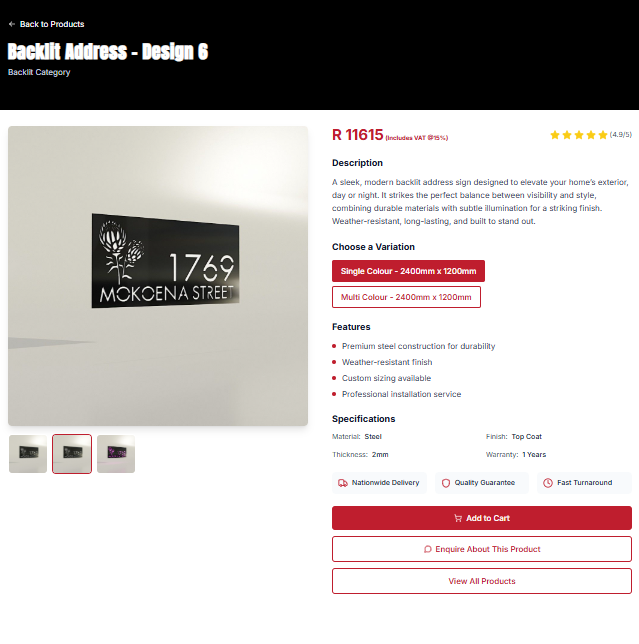 Back to Products
Backlit Address - Design 6
Backlit Category
R 11615 (Includes VAT @15%)
(4.9/5)
Description
A sleek, modern backlit address sign designed to elevate your home's exterior,
day or night. It strikes the perfect balance between visibility and style,
combining durable materials with subtle illumination for a striking finish.
Weather-resistant, long-lasting, and built to stand out.
1769
MOKOENA STREET
Choose a Variation
Single Colour - 2400mm x 1200mm
Multi Colour - 2400mm x 1200mm
Features
Premium steel construction for durability
Weather-resistant finish
Custom sizing available
Professional installation service
Specifications
Material: Steel
Finish: Top Coat
Thickness: 2mm
Warranty: 1 Years
Nationwide Delivery
Quality Guarantee
Fast Turnaround
Add to Cart
Enquire About This Product
View All Products